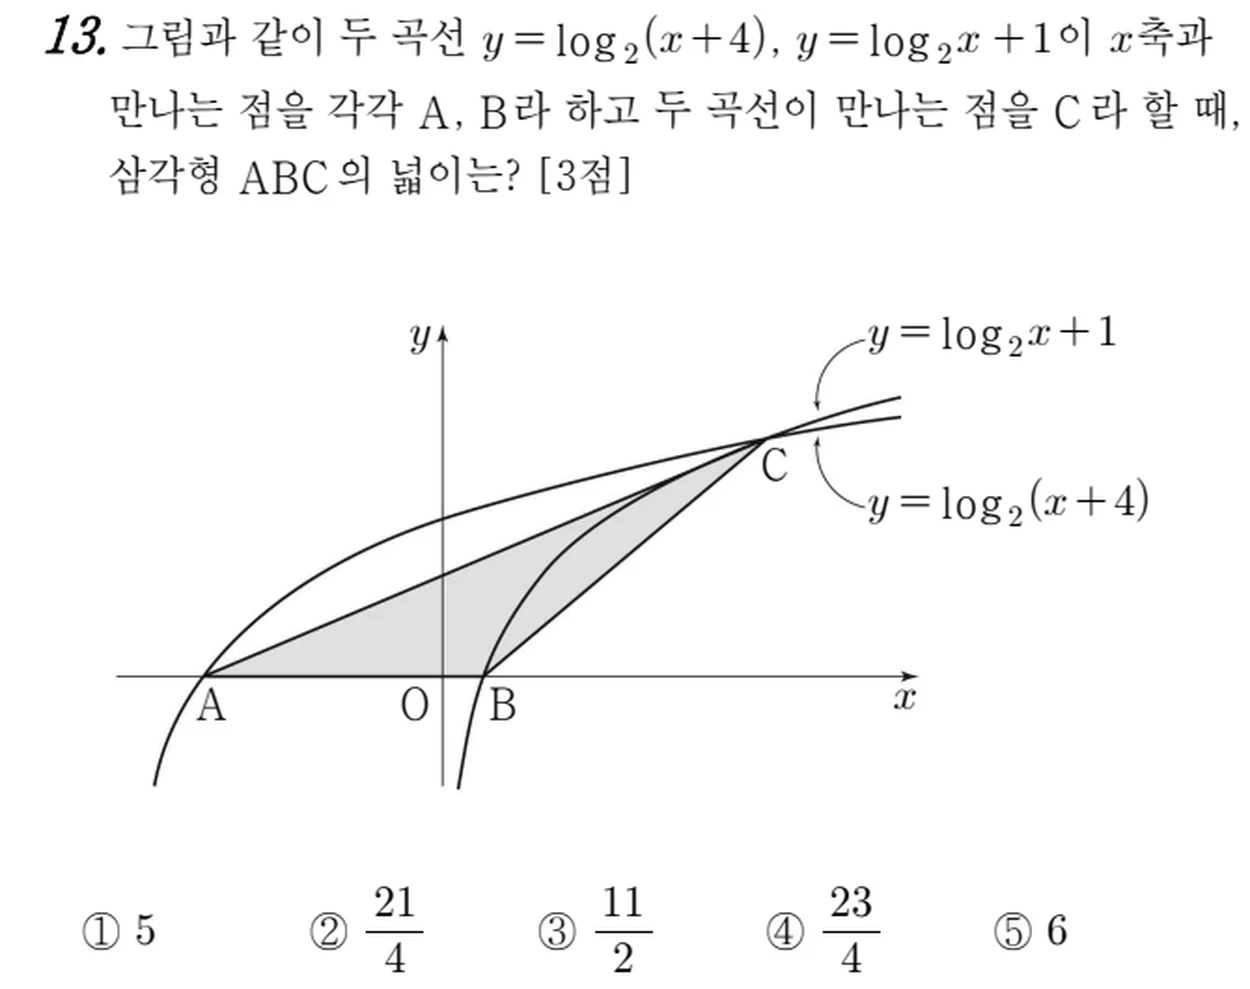 13. 그림과 같이 두 곡선 y=log₂(x+4), y=log₂x+1이 x축과
만나는 점을 각각 A, B라 하고 두 곡선이 만나는 점을 C라 할 때,
삼각형 ABC의 넓이는? [3점]
y
y=log₂x+1
C
y=log₂(x+4)
A
O
B
x
① 5 ② 21/4 ③ 11/2 ④ 23/4 ⑤ 6